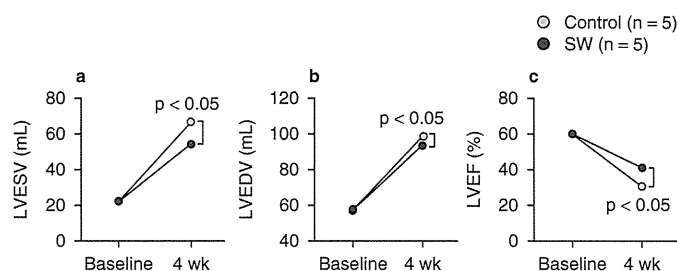 Control (n = 5)
SW (n = 5)
a
p < 0.05
LVESV (mL)
80
60
40
20
0
Baseline 4 wk
b
p < 0.05
LVEDV (mL)
120
100
80
60
40
Baseline 4 wk
c
p < 0.05
LVEF (%)
80
60
40
20
0
Baseline 4 wk